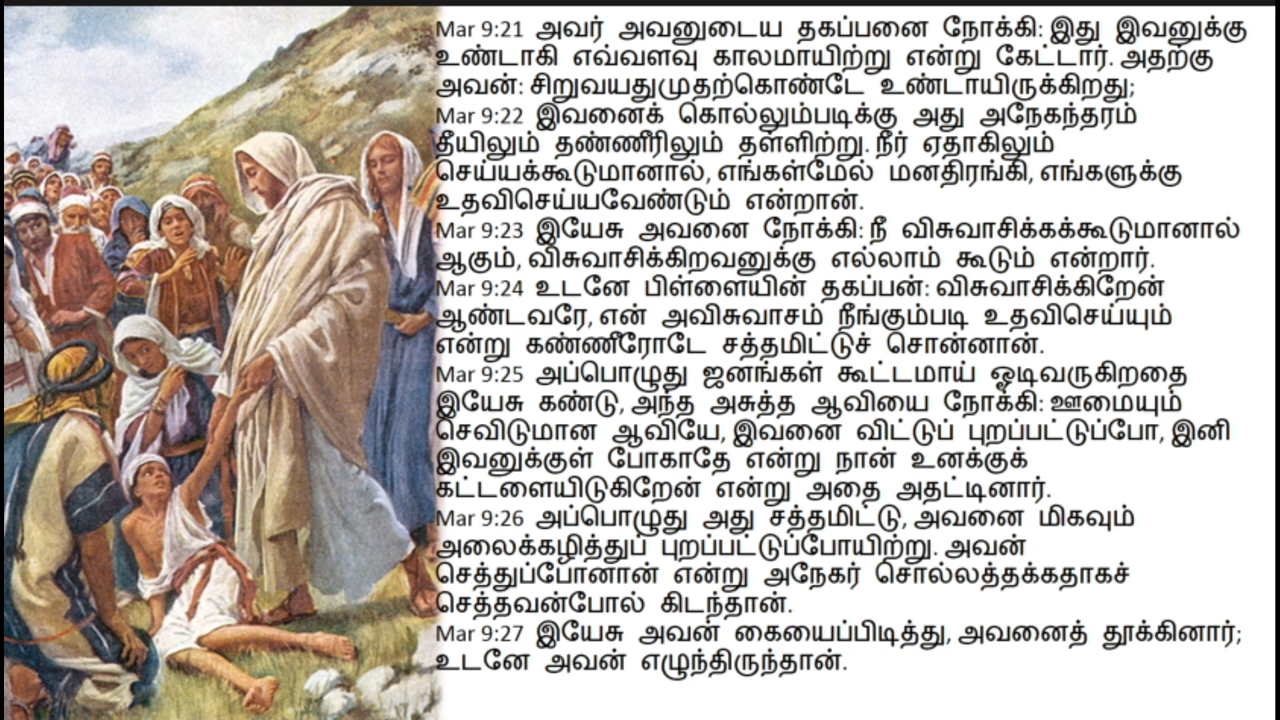 Mar 9:21 அவர் அவனுடைய தகப்பனை நோக்கி: இது இவனுக்கு
உண்டாகி எவ்வளவு காலமாயிற்று என்று கேட்டார். அதற்கு
அவன்: சிறுவயதுமுதற்கொண்டே உண்டாயிருக்கிறது;
Mar 9:22 இவனைக் கொல்லும்படிக்கு அது அநேகந்தரம்
தீயிலும் தண்ணீரிலும் தள்ளிற்று. நீர் ஏதாகிலும்
செய்யக்கூடுமானால், எங்கள்மேல் மனதிரங்கி, எங்களுக்கு
உதவிசெய்யவேண்டும் என்றான்.
Mar 9:23 இயேசு அவனை நோக்கி: நீ விசுவாசிக்கக்கூடுமானால்
ஆகும், விசுவாசிக்கிறவனுக்கு எல்லாம் கூடும் என்றார்.
Mar 9:24 உடனே பிள்ளையின் தகப்பன்: விசுவாசிக்கிறேன்
ஆண்டவரே, என் அவிசுவாசம் நீங்கும்படி உதவிசெய்யும்
என்று கண்ணீரோடே சத்தமிட்டுச் சொன்னான்.
Mar 9:25 அப்பொழுது ஜனங்கள் கூட்டமாய் ஓடிவருகிறதை
இயேசு கண்டு, அந்த அசுத்த ஆவியை நோக்கி: ஊமையும்
செவிடுமான ஆவியே, இவனை விட்டுப் புறப்பட்டுப்போ, இனி
இவனுக்குள் போகாதே என்று நான் உனக்குக்
கட்டளையிடுகிறேன் என்று அதை அதட்டினார்.
Mar 9:26 அப்பொழுது அது சத்தமிட்டு, அவனை மிகவும்
அலைக்கழித்துப் புறப்பட்டுப்போயிற்று. அவன்
செத்துப்போனான் என்று அநேகர் சொல்லத்தக்கதாகச்
செத்தவன்போல் கிடந்தான்.
Mar 9:27 இயேசு அவன் கையைப்பிடித்து, அவனைத் தூக்கினார்;
உடனே அவன் எழுந்திருந்தான்.